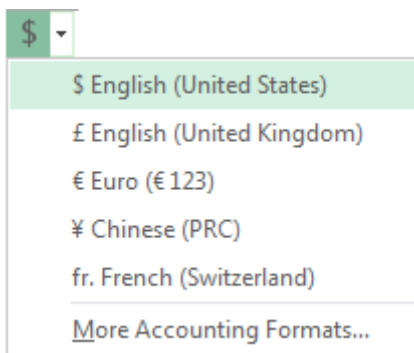 $
$ English (United States)
£ English (United Kingdom)
€ Euro (€ 123)
¥ Chinese (PRC)
fr. French (Switzerland)
More Accounting Formats...